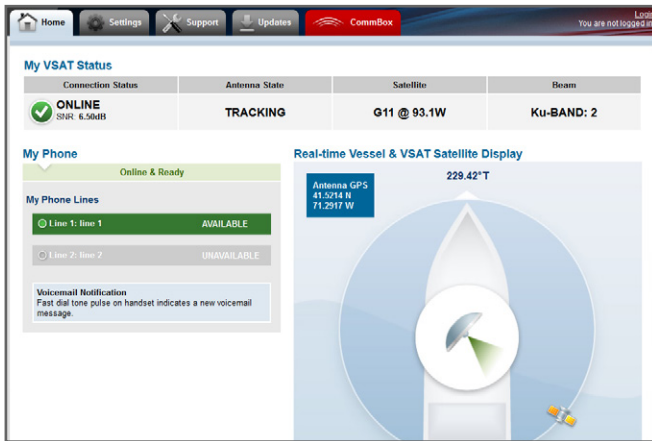 Home
Settings
Support
Updates
CommBox
Login
You are not logged in
My VSAT Status
Connection Status Antenna State Satellite Beam
ONLINE
SNR: 6.50dB
TRACKING G11 @ 93.1W Ku-BAND: 2
My Phone
Online & Ready
My Phone Lines
Line 1: line 1 AVAILABLE
Line 2: line 2 UNAVAILABLE
Voicemail Notification
Fast dial tone pulse on handset indicates a new voicemail
message.
Real-time Vessel & VSAT Satellite Display
229.42°T
Antenna GPS
41.5214 N
71.2917 W